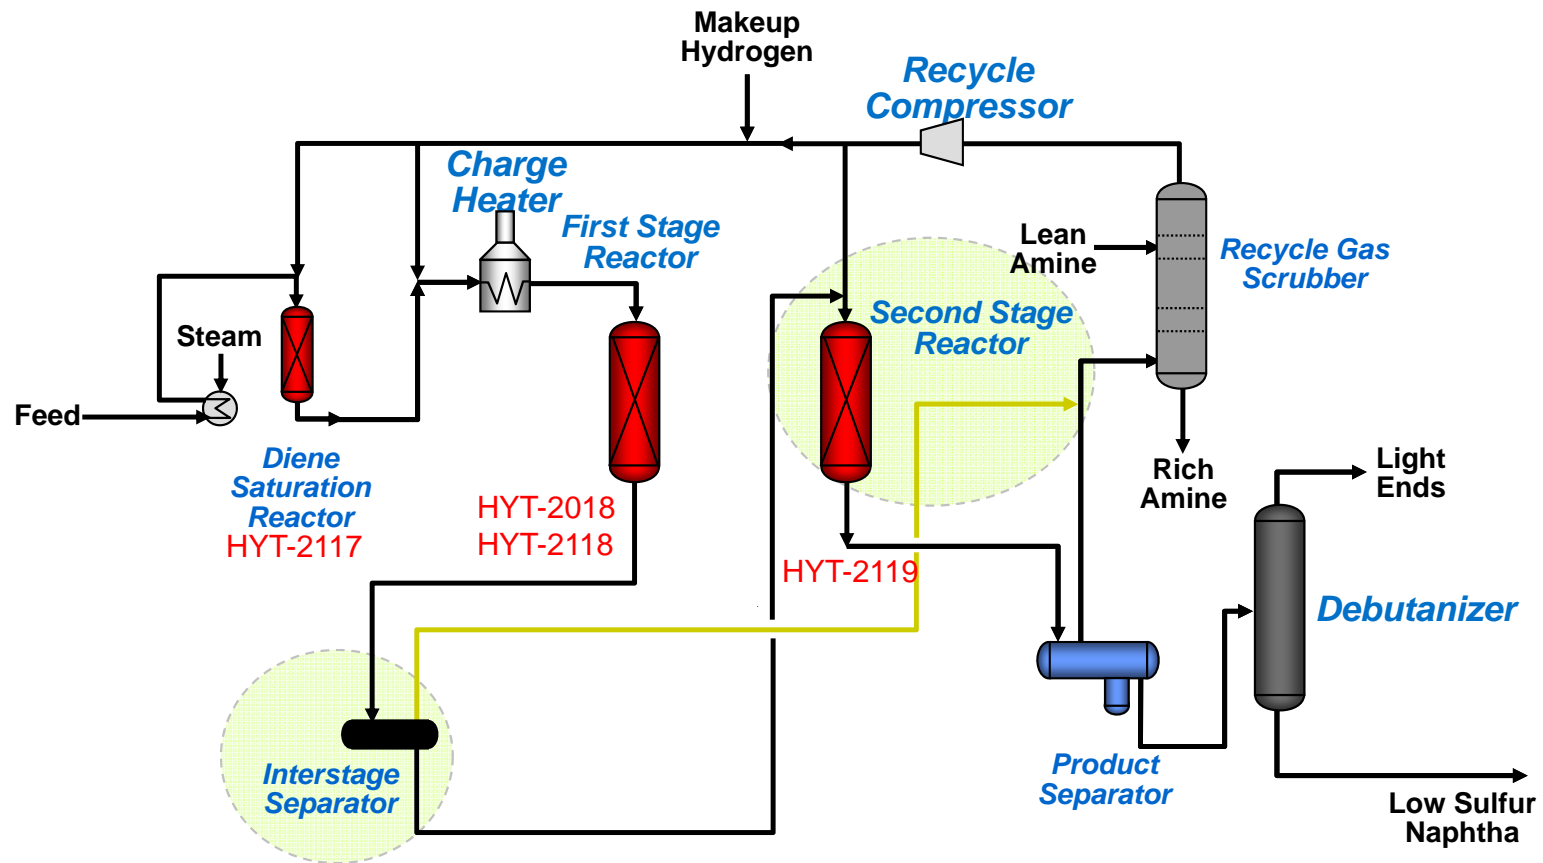 Makeup
Hydrogen
Recycle
Compressor
Charge
Heater
First Stage
Reactor
Lean
Amine
Recycle Gas
Scrubber
Second Stage
Reactor
Steam
Feed
Diene
Saturation
Reactor
HYT-2117
HYT-2018
HYT-2118
HYT-2119
Rich
Amine
Light
Ends
Debutanizer
Interstage
Separator
Product
Separator
Low Sulfur
Naphtha